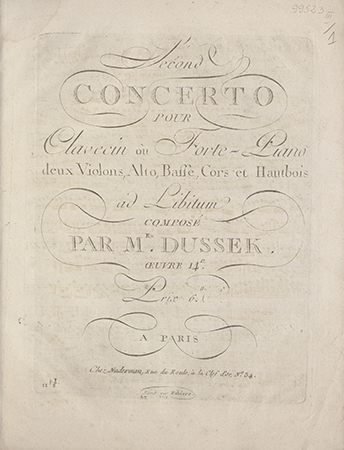 99523
Second
CONCERTO
POUR
Clavecin ou Forte-Piano
deux Violons, Alto, Basse, Cors et Hautbois
ad Libitum
COMPOSÉ
PAR Mr. DUSSEK.
ŒUVRE 14e.
Prix 6
A PARIS
Chez Naderman, Rue du Roule, à la Clef d'Or, No. 34.